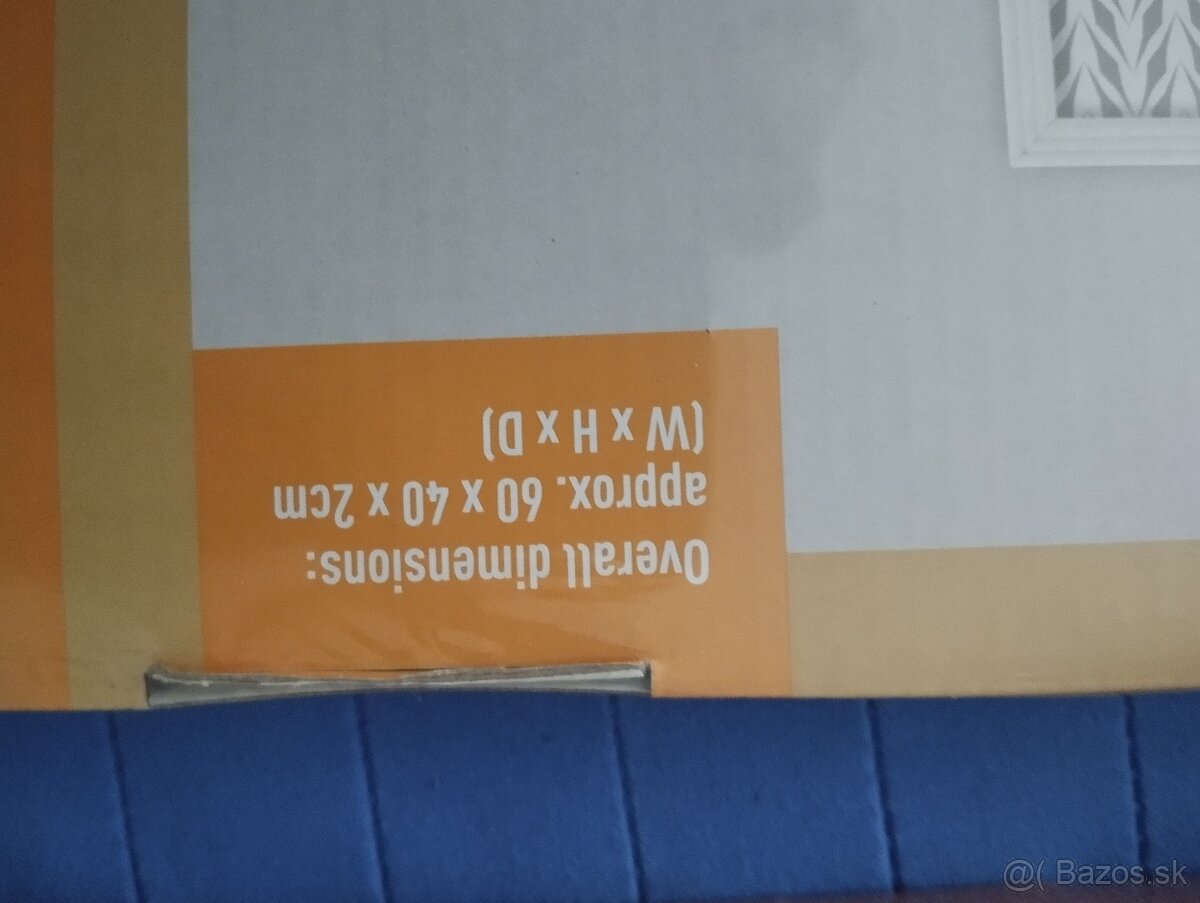 Overall dimensions:
approx. 60 x 40 x 2cm
(W x H x D)
@( Bazos.sk